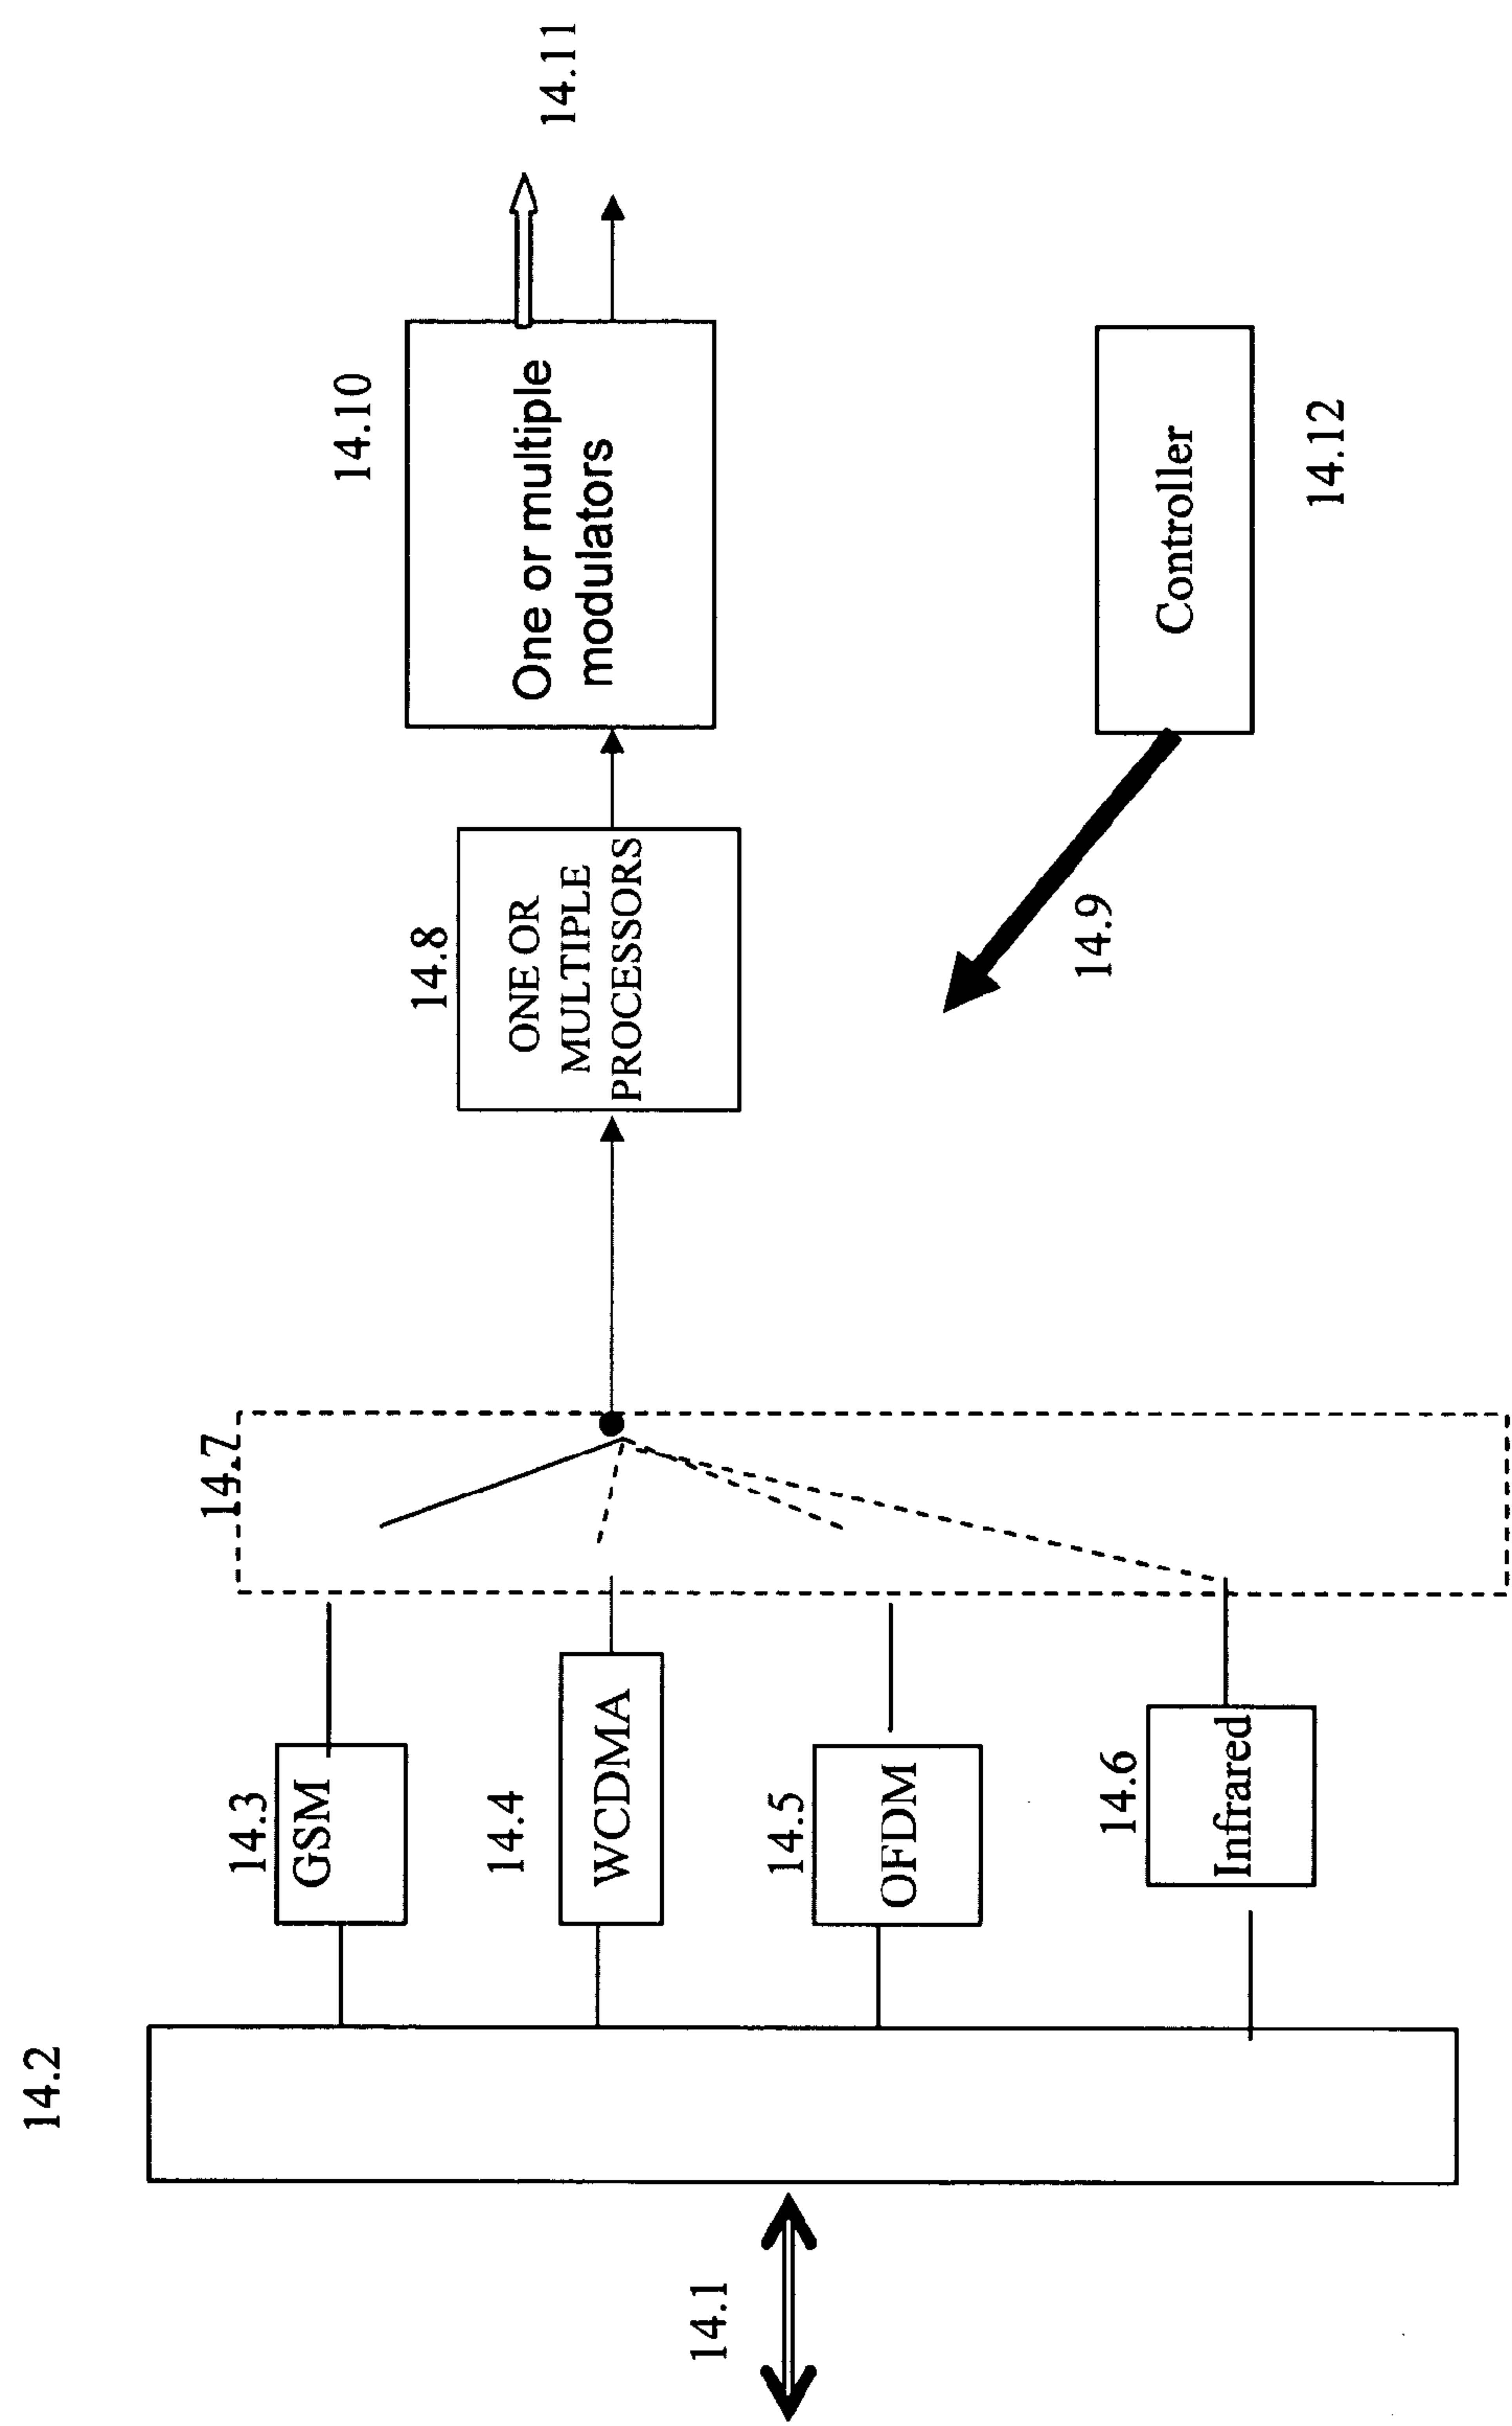 14.1
14.2
14.3
GSM
14.4
WCDMA
14.5
OFDM
14.6
Infrared
14.7
14.8
ONE OR
MULTIPLE
PROCESSORS
14.9
14.10
One or multiple
modulators
14.11
Controller
14.12